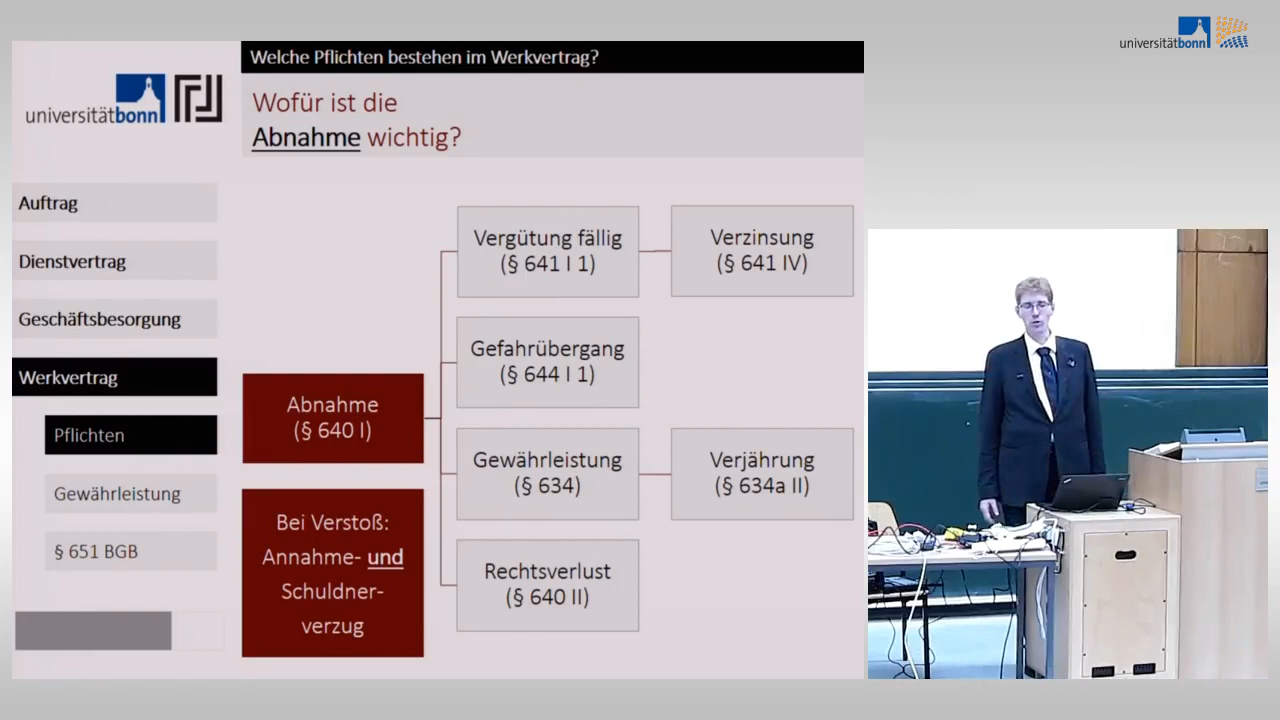 universitätbonn
Welche Pflichten bestehen im Werkvertrag?
universitätbonn
Wofür ist die
Abnahme wichtig?
Auftrag
Dienstvertrag
Geschäftsbesorgung
Werkvertrag
Pflichten
Gewährleistung
§ 651 BGB
Abnahme
(§ 640 I)
Bei Verstoß:
Annahme- und
Schuldner-
verzug
Vergütung fällig
(§ 641 I 1)
Verzinsung
(§ 641 IV)
Gefahrübergang
(§ 644 I 1)
Gewährleistung
(§ 634)
Verjährung
(§ 634a II)
Rechtsverlust
(§ 640 II)